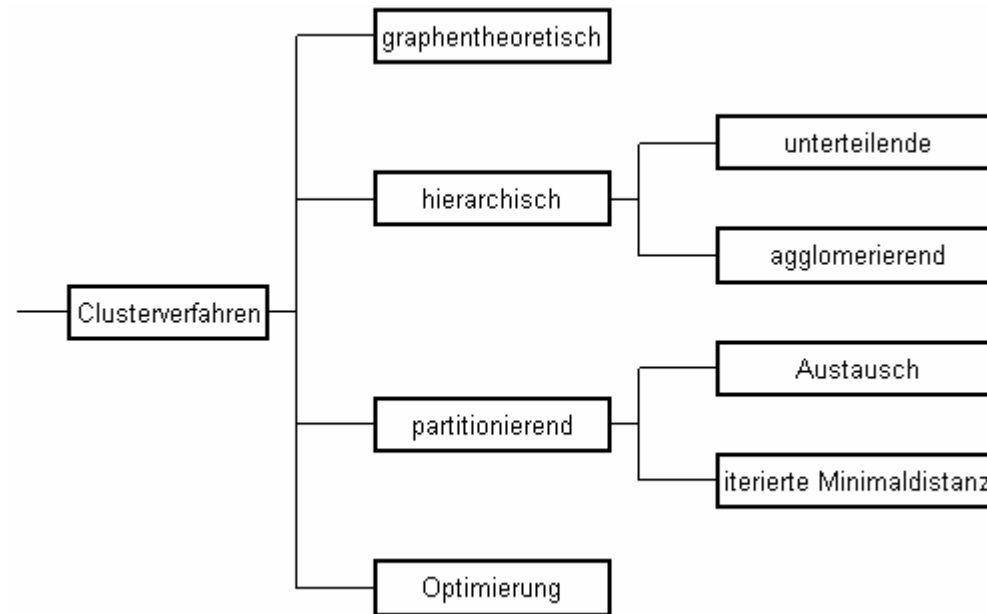 graphentheoretisch
unterteilende
hierarchisch
agglomerierend
Clusterverfahren
Austausch
partitionierend
iterierte Minimaldistanz
Optimierung